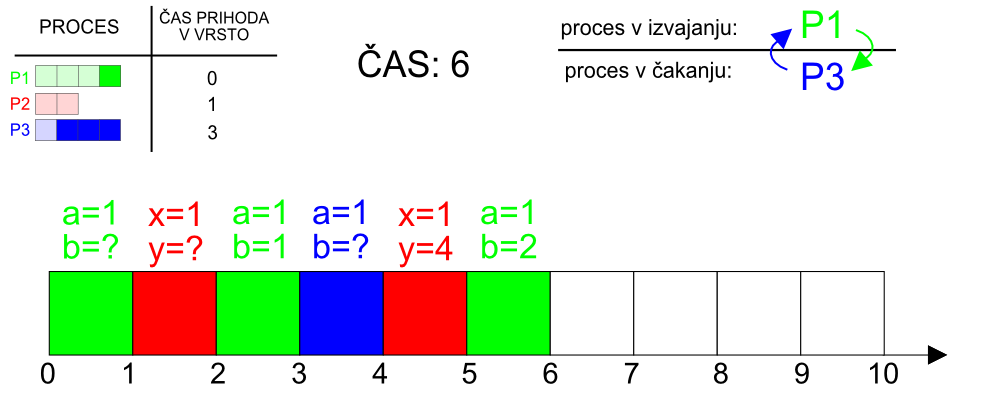 PROCES ČAS PRIHODA V VRSTO
P1 0
P2 1
P3 3
ČAS: 6
proces v izvajanju: P1
proces v čakanju: P3
a=1 x=1 a=1 a=1 x=1 a=1
b=? y=? b=1 b=? y=4 b=2
0 1 2 3 4 5 6 7 8 9 10